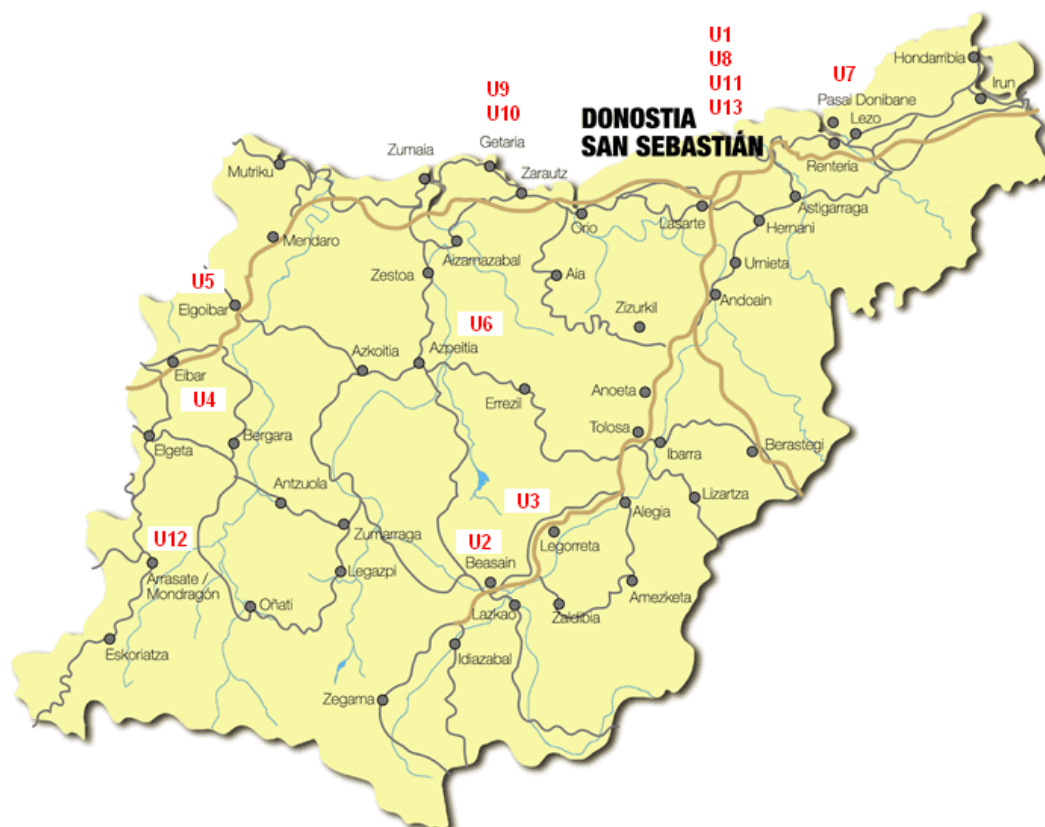 U1
U8
U11
U13
U9
U10
U7
Hondarribia
Irun
Pasai Donibane
Lezo
DONOSTIA
SAN SEBASTIÁN
Renteria
Getaria
Zumaia
Zarautz
Mutriku
Orio
Lasarte
Astigarraga
Hernani
Mendaro
Aizarnazabal
Urnieta
Zestoa
Aia
U5
Elgoibar
Andoain
Zizurkil
U6
Azkoitia
Azpeitia
Eibar
Errezil
Anoeta
U4
Tolosa
Ibarra
Berastegi
Elgeta
Bergara
Antzuola
Lizartza
U3
Alegia
Zumarraga
U12
U2
Legorreta
Beasain
Arrasate /
Mondragón
Legazpi
Amezketa
Oñati
Lazkao
Zaldibia
Eskoriatza
Idiazabal
Zegama